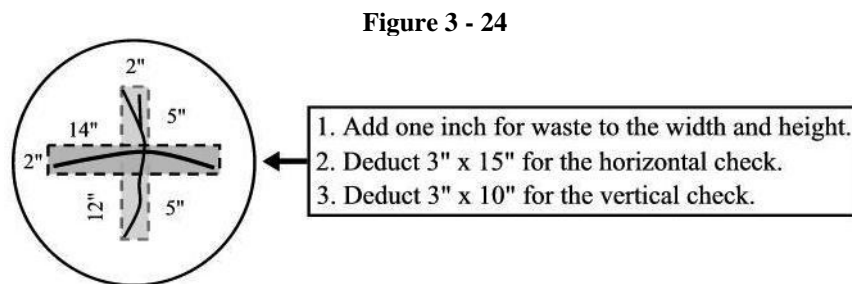 Figure 3 - 24
2"
14"
5"
2"
12"
5"
1. Add one inch for waste to the width and height.
2. Deduct 3" x 15" for the horizontal check.
3. Deduct 3" x 10" for the vertical check.